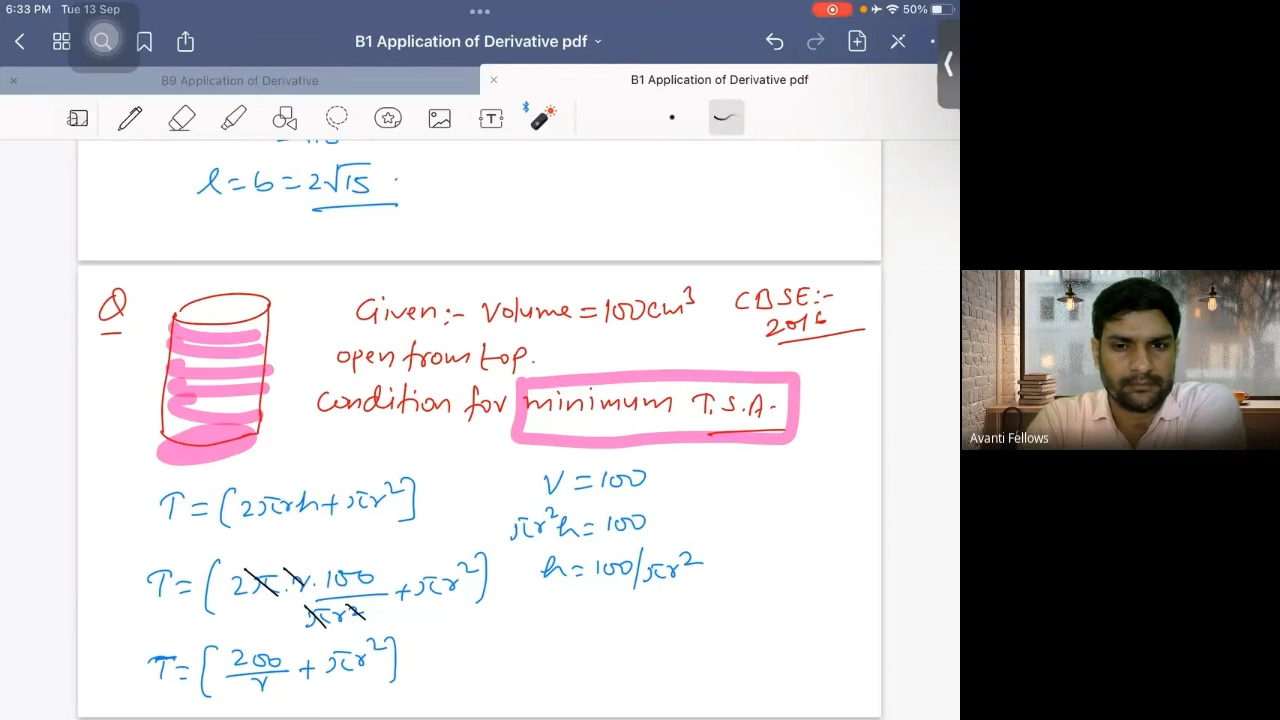 6:33 PM Tue 13 Sep
50%
B1 Application of Derivative pdf
B9 Application of Derivative
B1 Application of Derivative pdf
l = b = 2√15
Q
Given:- Volume = 100cm³
CBSE:-
2016
open from top.
condition for minimum T.S.A.
T = (2πrh + πr²]
V = 100
πr²h = 100
h = 100/πr²
T = (2π.r.100/πr² + πr²]
T = [200/r + πr²]
Avanti Fellows